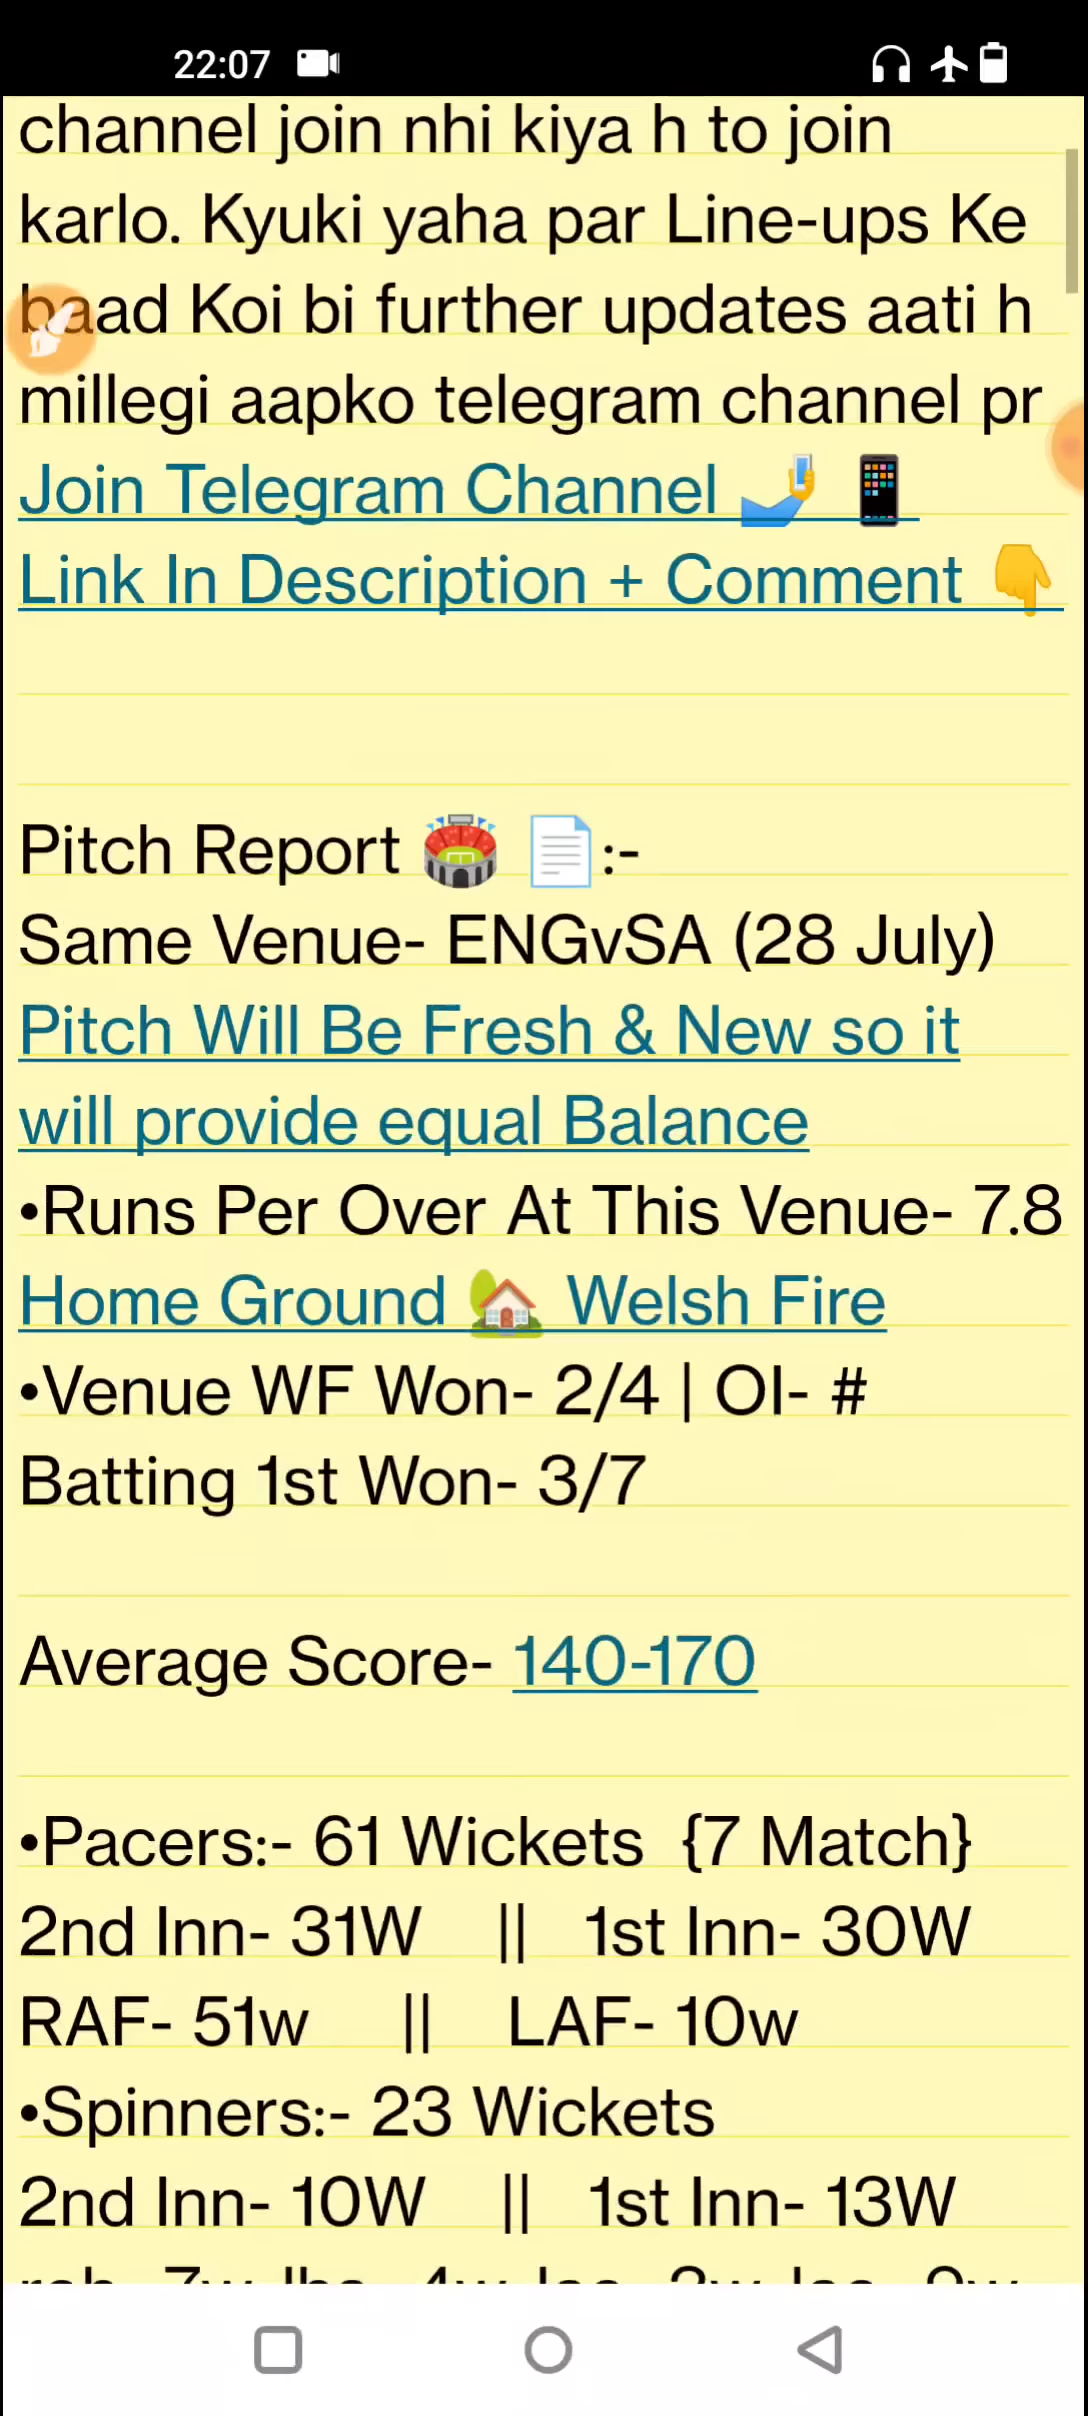 22:07
channel join nhi kiya h to join
karlo. Kyuki yaha par Line-ups Ke
baad Koi bi further updates aati h
millegi aapko telegram channel pr
Join Telegram Channel 🤳 📱
Link In Description + Comment 👇
Pitch Report 🏟️ 📄:-
Same Venue- ENGvSA (28 July)
Pitch Will Be Fresh & New so it
will provide equal Balance
•Runs Per Over At This Venue- 7.8
Home Ground 🏡 Welsh Fire
•Venue WF Won- 2/4 | OI- #
Batting 1st Won- 3/7
Average Score- 140-170
•Pacers:- 61 Wickets {7 Match}
2nd Inn- 31W || 1st Inn- 30W
RAF- 51w || LAF- 10w
•Spinners:- 23 Wickets
2nd Inn- 10W || 1st Inn- 13W